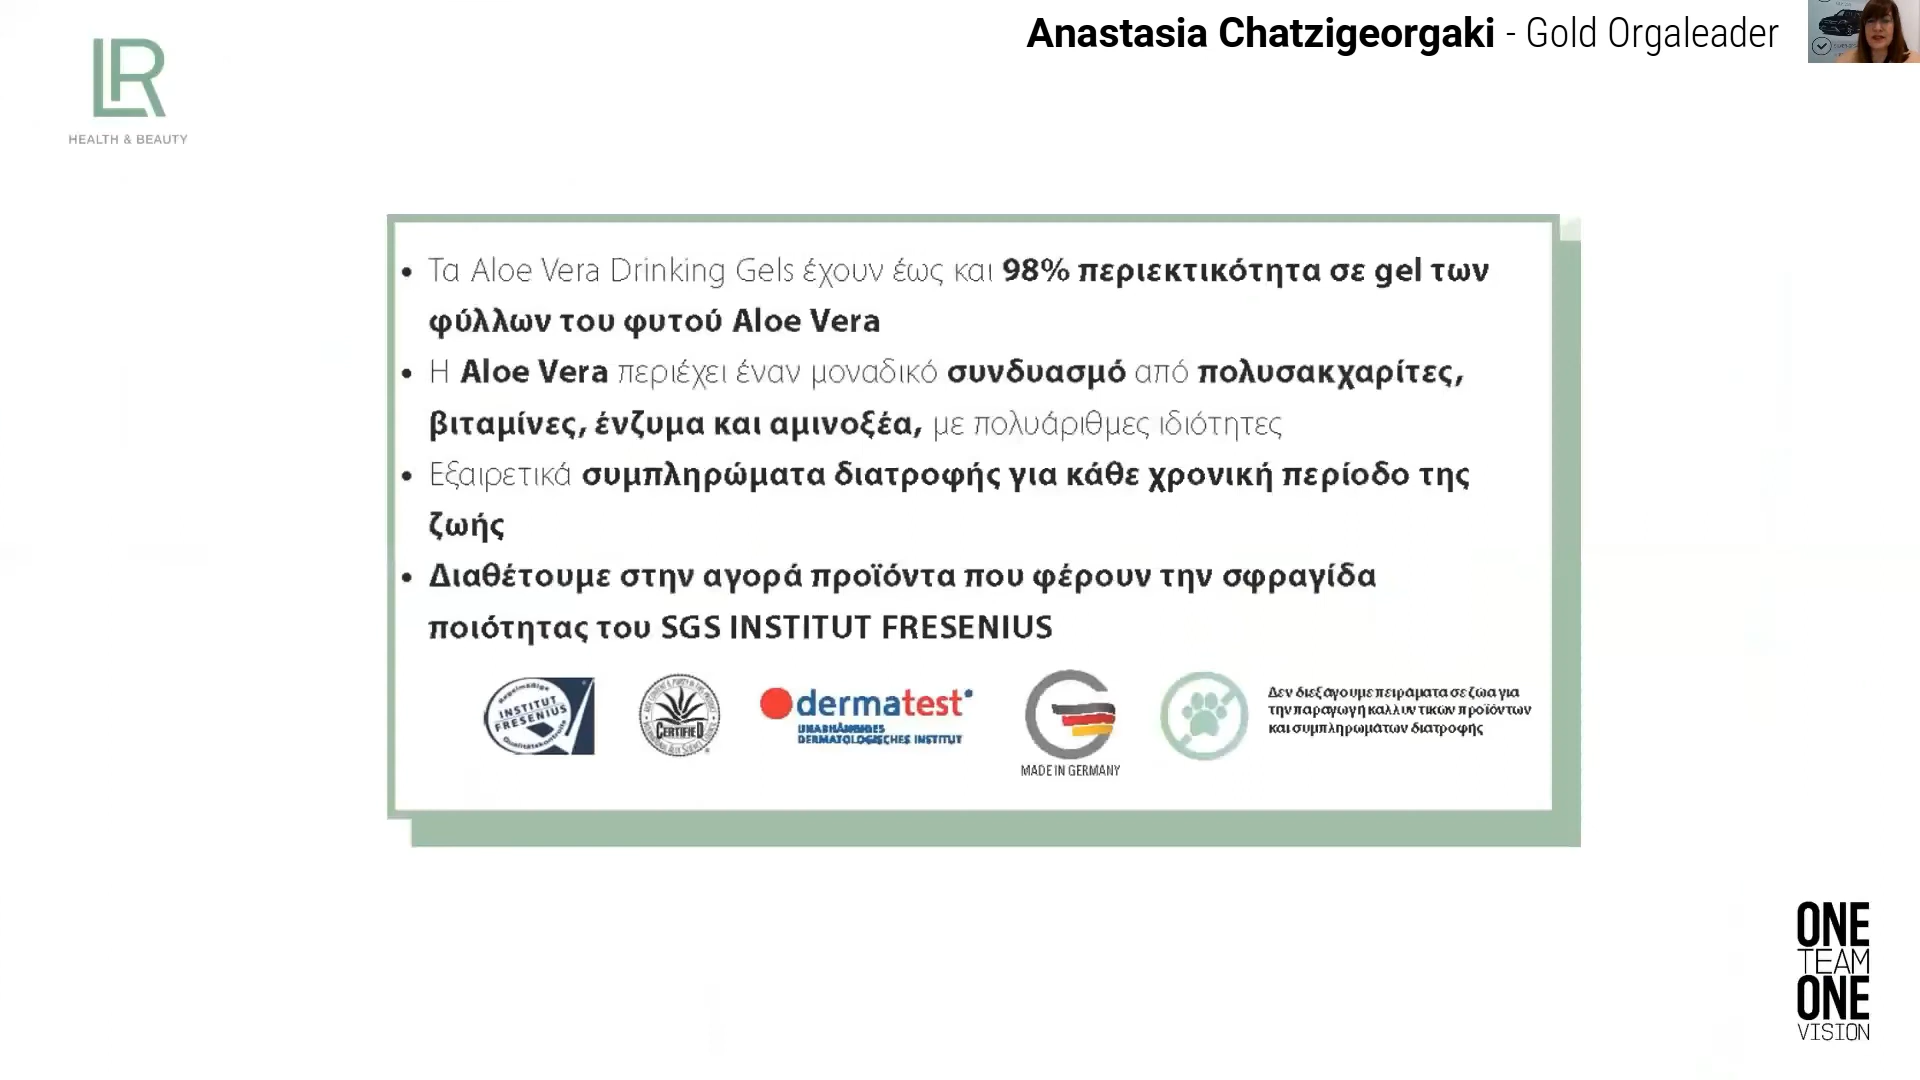 LR
HEALTH & BEAUTY
Anastasia Chatzigeorgaki - Gold Orgaleader
• Τα Aloe Vera Drinking Gels έχουν έως και 98% περιεκτικότητα σε gel των
φύλλων του φυτού Aloe Vera
• Η Aloe Vera περιέχει έναν μοναδικό συνδυασμό από πολυσακχαρίτες,
βιταμίνες, ένζυμα και αμινοξέα, με πολυάριθμες ιδιότητες
• Εξαιρετικά συμπληρώματα διατροφής για κάθε χρονική περίοδο της
ζωής
• Διαθέτουμε στην αγορά προϊόντα που φέρουν την σφραγίδα
ποιότητας του SGS INSTITUT FRESENIUS
regelmäßige
INSTITUT
FRESENIUS
Qualitätskontrolle
CERTIFIED
dermatest
UNABHÄNGIGES
DERMATOLOGISCHES INSTITUT
MADE IN GERMANY
Δεν διεξάγουμε πειράματα σε ζώα για
την παραγωγή καλλυντικών προϊόντων
και συμπληρωμάτων διατροφής
ONE
TEAM
ONE
VISION